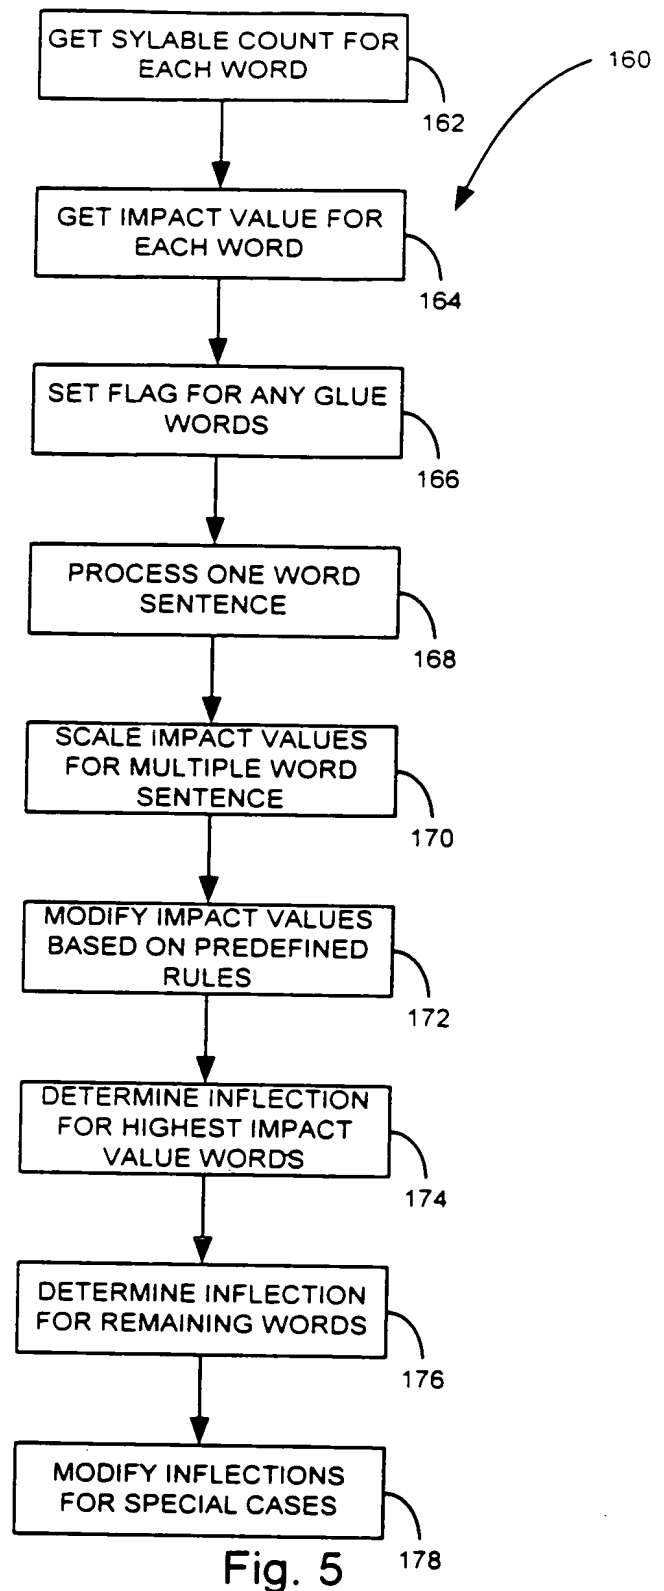 GET SYLABLE COUNT FOR
EACH WORD
160
162
GET IMPACT VALUE FOR
EACH WORD
164
SET FLAG FOR ANY GLUE
WORDS
166
PROCESS ONE WORD
SENTENCE
168
SCALE IMPACT VALUES
FOR MULTIPLE WORD
SENTENCE
170
MODIFY IMPACT VALUES
BASED ON PREDEFINED
RULES
172
DETERMINE INFLECTION
FOR HIGHEST IMPACT
VALUE WORDS
174
DETERMINE INFLECTION
FOR REMAINING WORDS
176
MODIFY INFLECTIONS
FOR SPECIAL CASES
178
Fig. 5